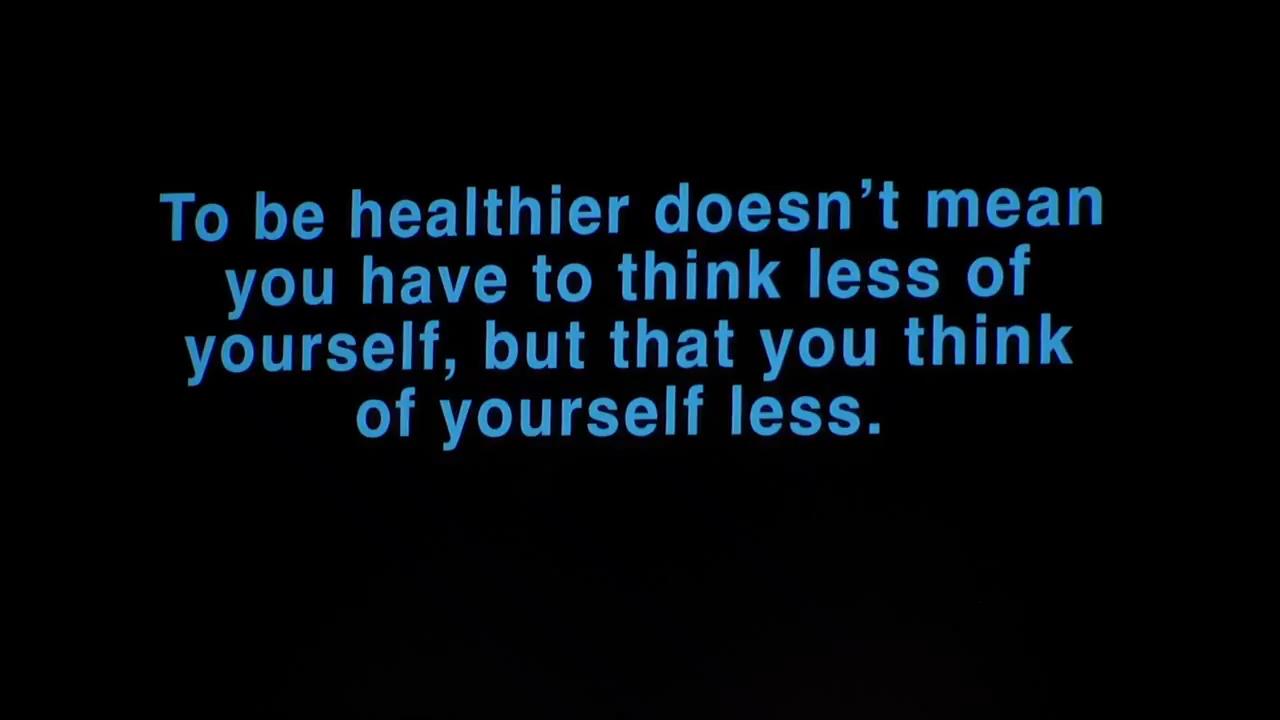 To be healthier doesn’t mean
you have to think less of
yourself, but that you think
of yourself less.